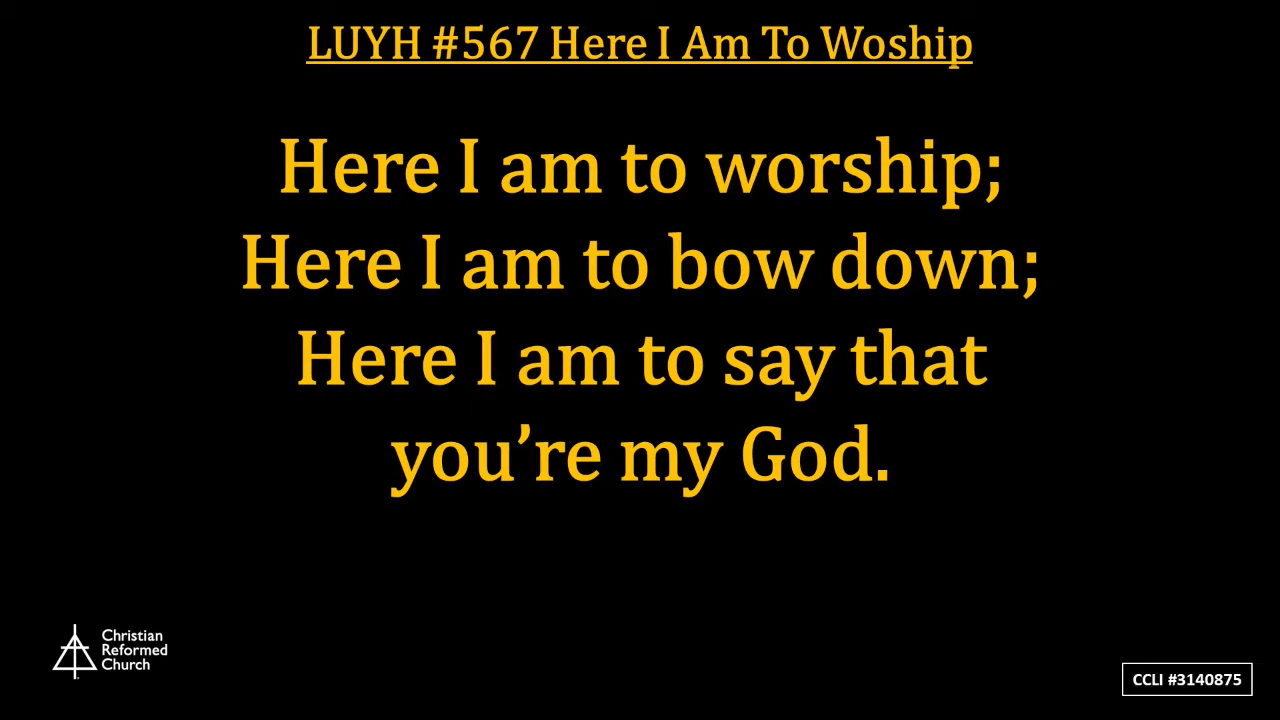 LUYH #567 Here I Am To Woship
Here I am to worship;
Here I am to bow down;
Here I am to say that
you’re my God.
Christian
Reformed
Church
CCLI #3140875